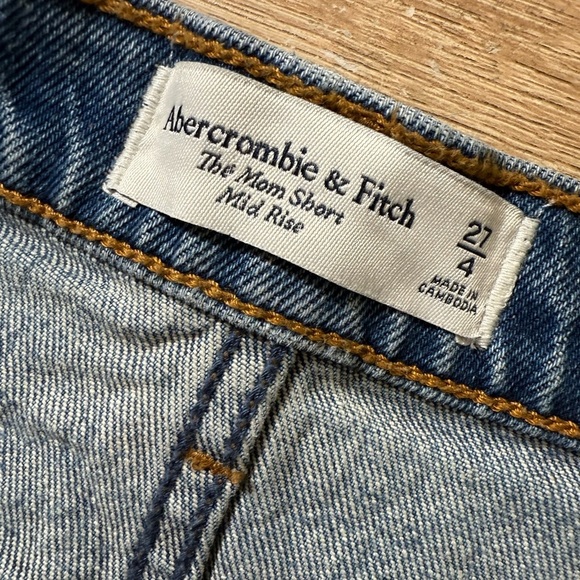 Abercrombie & Fitch
The Mom Short
Mid Rise
27
4
MADE IN
CAMBODIA